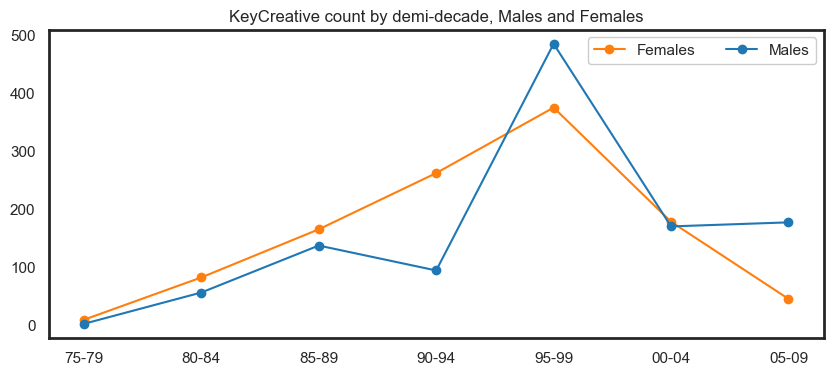 KeyCreative count by demi-decade, Males and Females
Females Males
500
400
300
200
100
0
75-79 80-84 85-89 90-94 95-99 00-04 05-09